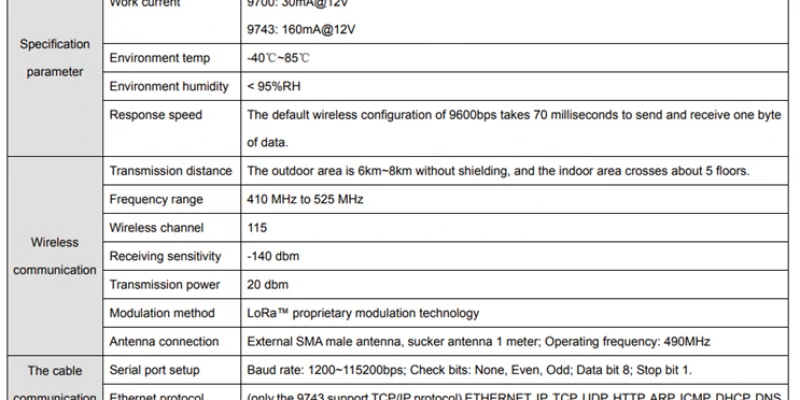 Work current
9700: 30mA@12V
9743: 160mA@12V
Specification
parameter
Environment temp
-40℃~85℃
Environment humidity
< 95%RH
Response speed
The default wireless configuration of 9600bps takes 70 milliseconds to send and receive one byte
of data.
Wireless
communication
Transmission distance
The outdoor area is 6km~8km without shielding, and the indoor area crosses about 5 floors.
Frequency range
410 MHz to 525 MHz
Wireless channel
115
Receiving sensitivity
-140 dbm
Transmission power
20 dbm
Modulation method
LoRa™ proprietary modulation technology
Antenna connection
External SMA male antenna, sucker antenna 1 meter; Operating frequency: 490MHz
The cable
communication
Serial port setup
Baud rate: 1200~115200bps; Check bits: None, Even, Odd; Data bit 8; Stop bit 1.
Ethernet protocol
(only the 9743 support TCP/IP protocol) ETHERNET, IP, TCP, UDP, HTTP, ARP, ICMP, DHCP, DNS